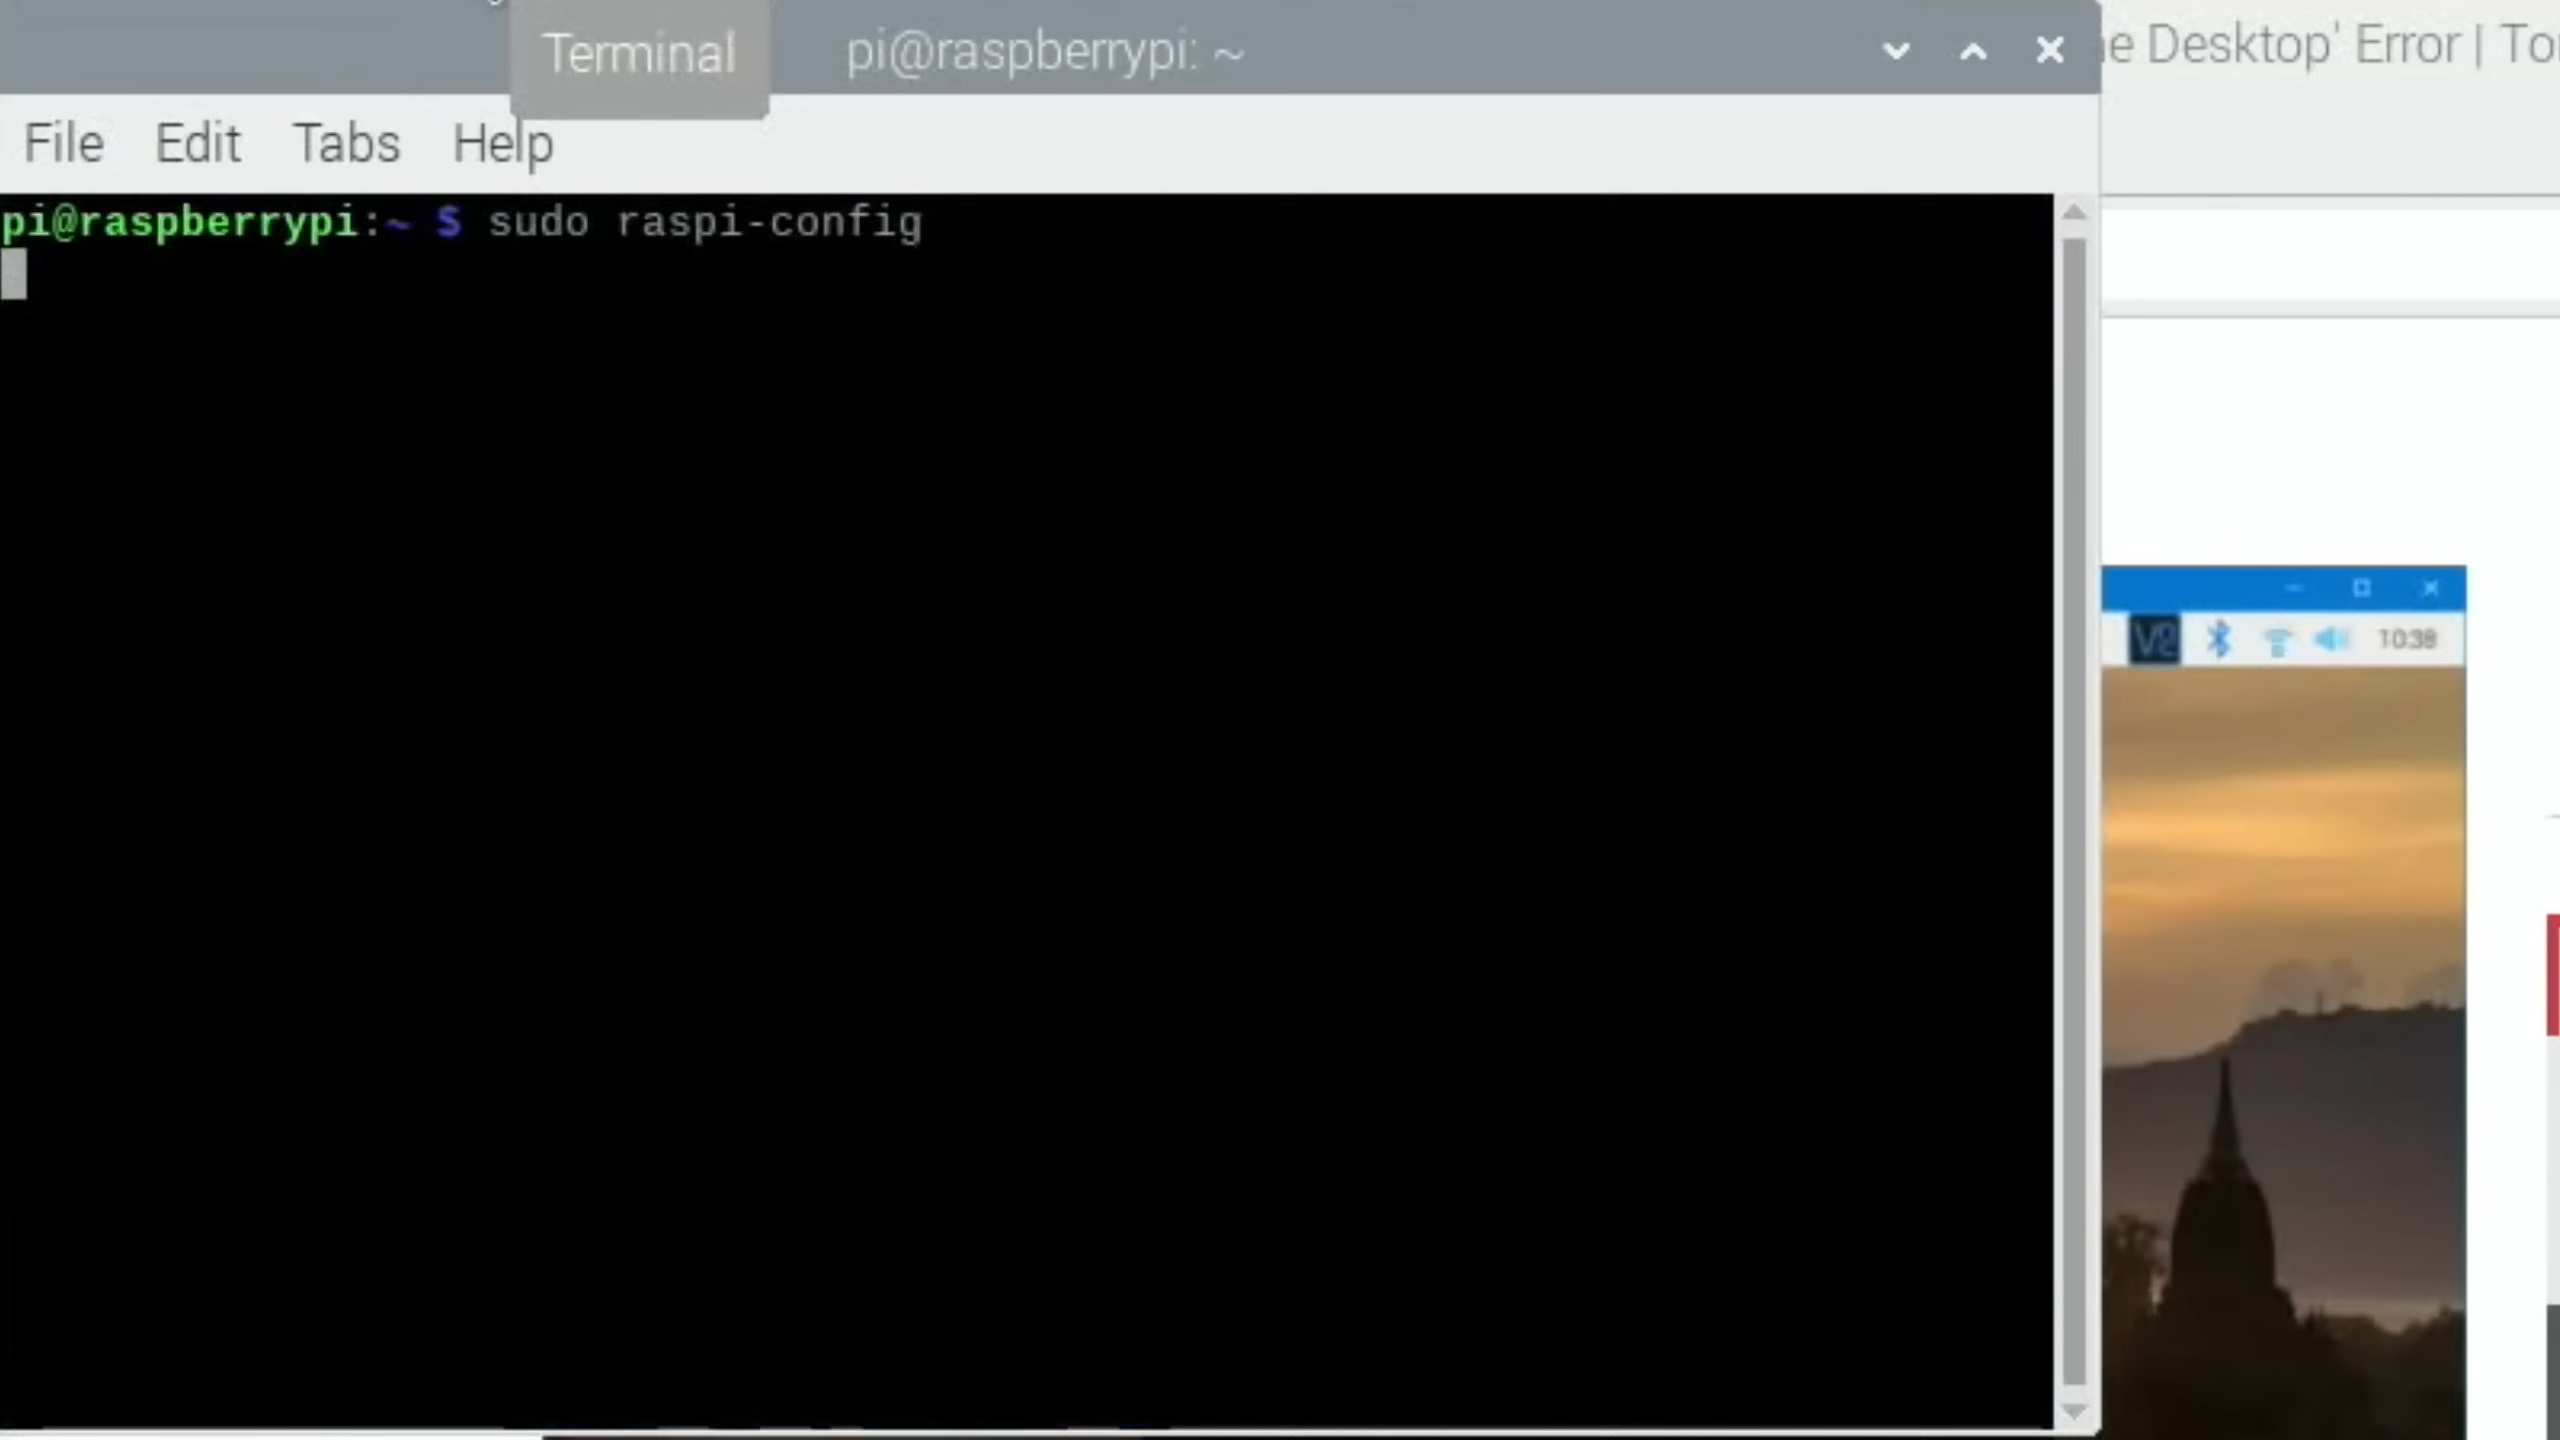 Terminal
pi@raspberrypi: ~
e Desktop' Error | To
File Edit Tabs Help
pi@raspberrypi:~ $ sudo raspi-config
10:38